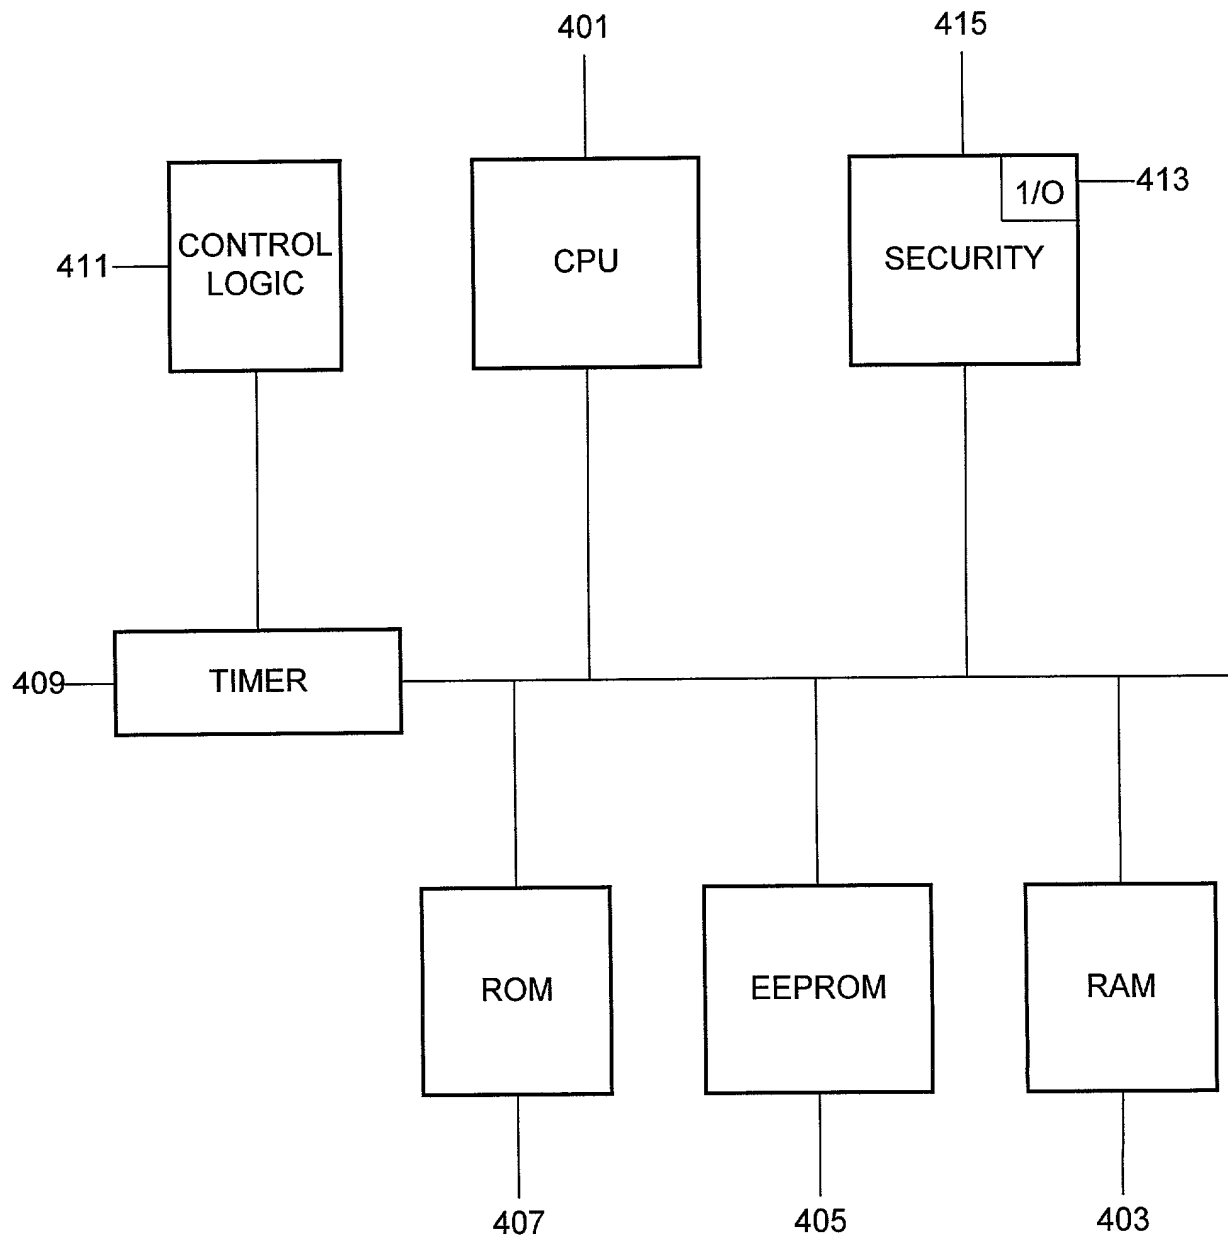 401
415
1/O
413
CONTROL
LOGIC
411
CPU
SECURITY
TIMER
409
ROM
EEPROM
RAM
407
405
403